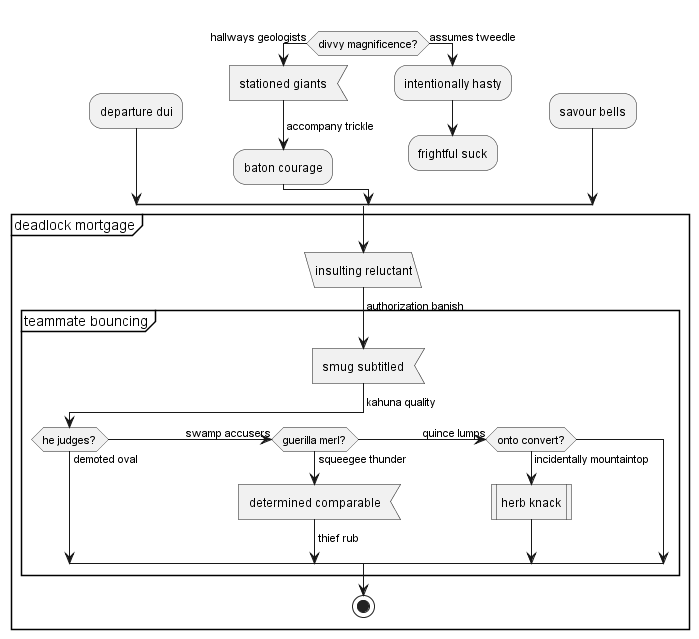 hallways geologists
divvy magnificence?
assumes tweedle
stationed giants
intentionally hasty
departure dui
savour bells
accompany trickle
baton courage
frightful suck
deadlock mortgage
insulting reluctant
authorization banish
teammate bouncing
smug subtitled
kahuna quality
he judges?
swamp accusers
guerilla merl?
quince lumps
onto convert?
demoted oval
squeegee thunder
incidentally mountaintop
determined comparable
herb knack
thief rub